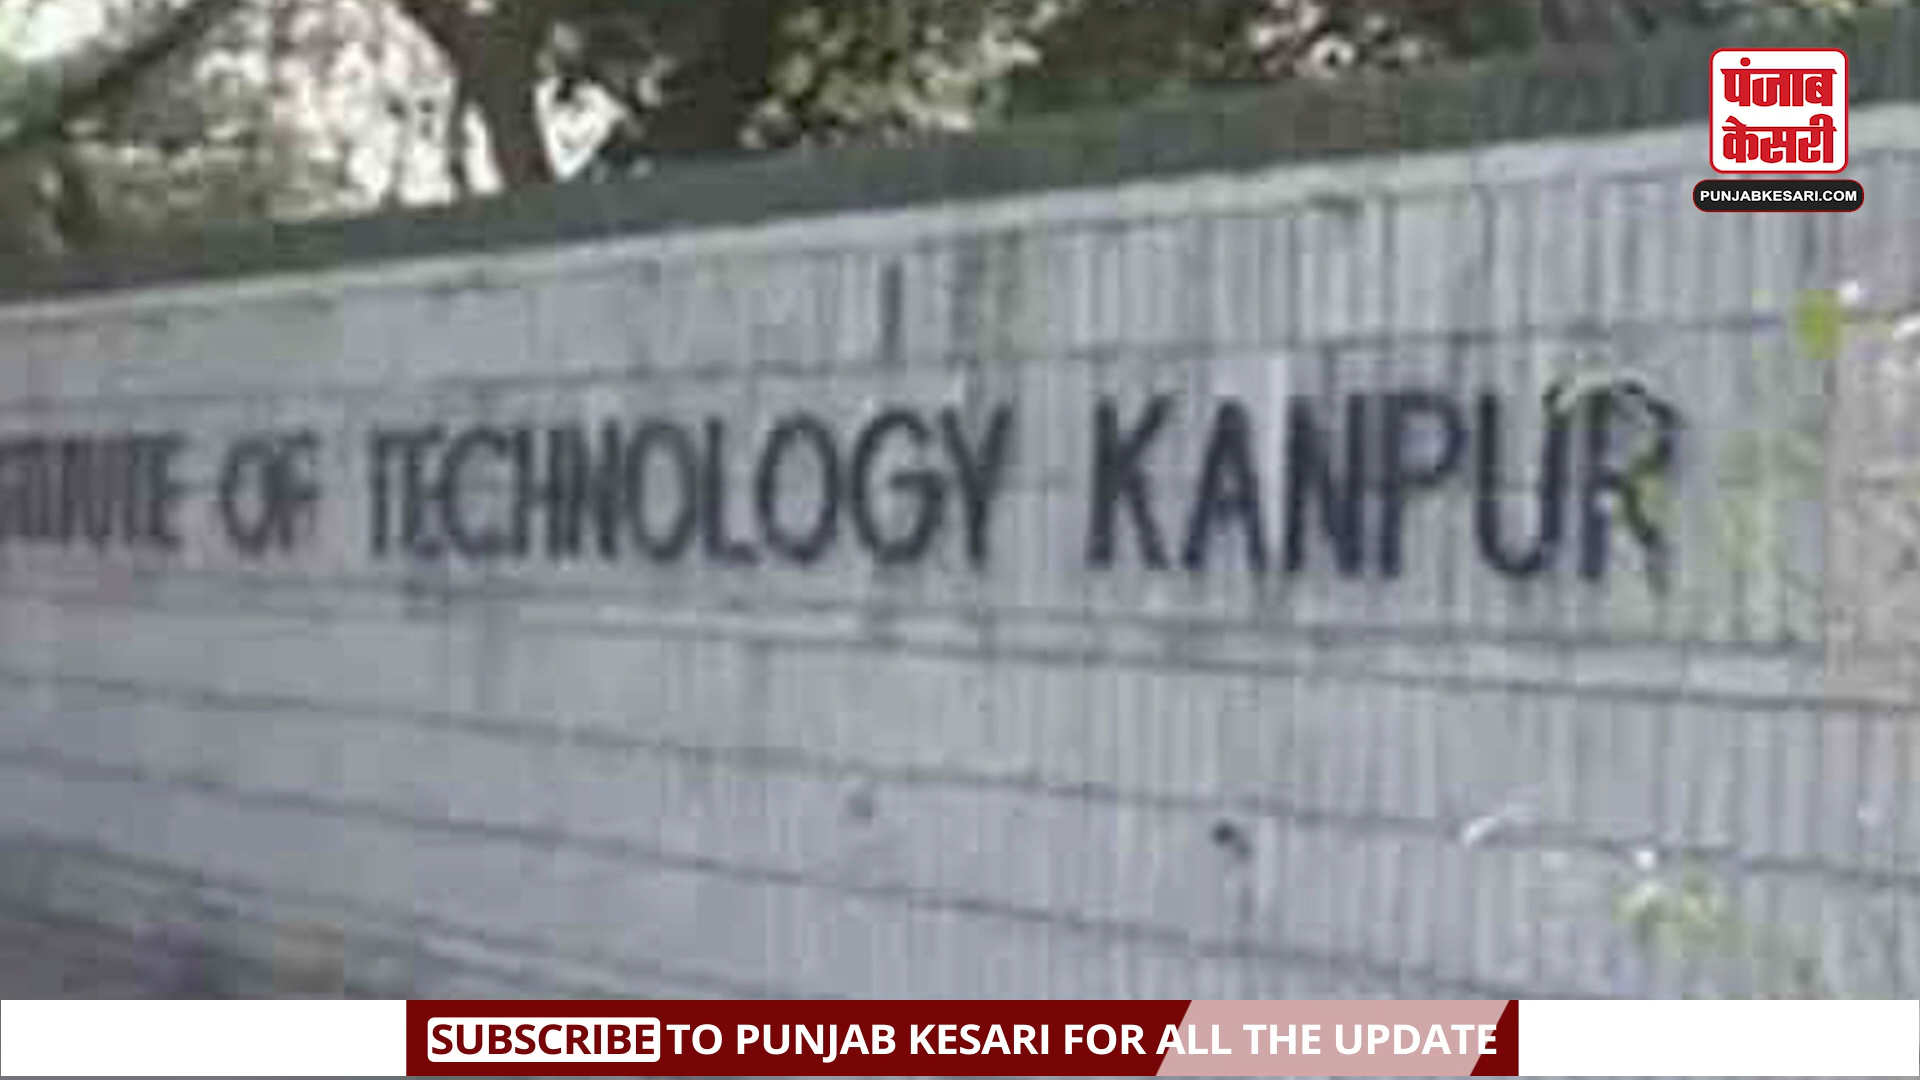 पंजाब
केसरी
PUNJABKESARI.COM
OF TECHNOLOGY KANPUR
SUBSCRIBE TO PUNJAB KESARI FOR ALL THE UPDATE